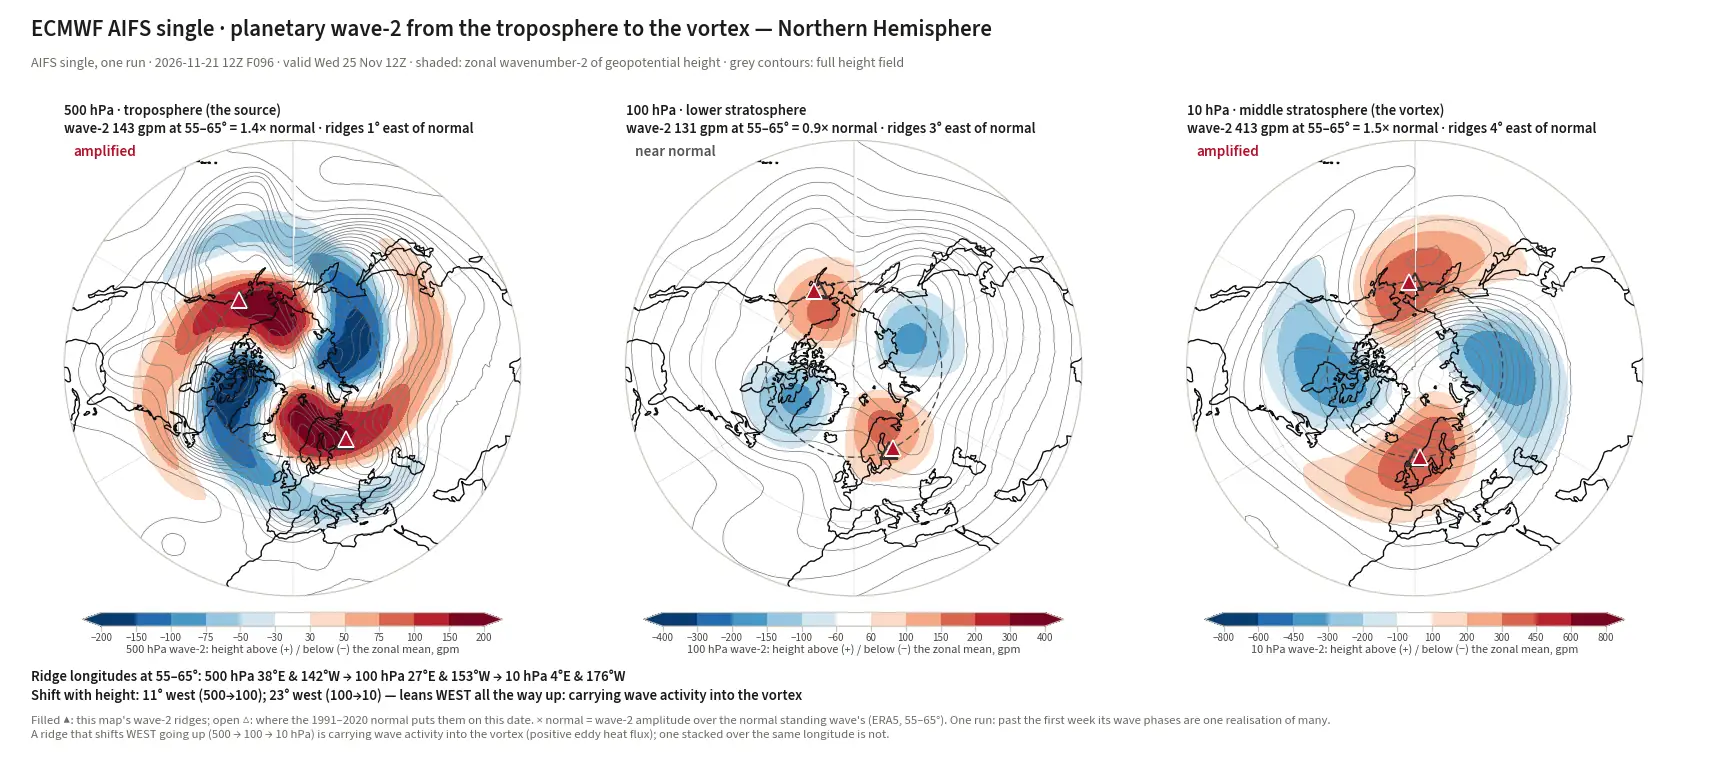 ECMWF AIFS single · planetary wave-2 from the troposphere to the vortex — Northern Hemisphere
AIFS single, one run · 2026-11-21 12Z F096 · valid Wed 25 Nov 12Z · shaded: zonal wavenumber-2 of geopotential height · grey contours: full height field
500 hPa · troposphere (the source)
wave-2 143 gpm at 55–65° = 1.4× normal · ridges 1° east of normal
amplified
100 hPa · lower stratosphere
wave-2 131 gpm at 55–65° = 0.9× normal · ridges 3° east of normal
near normal
10 hPa · middle stratosphere (the vortex)
wave-2 413 gpm at 55–65° = 1.5× normal · ridges 4° east of normal
amplified
−200 −150 −100 −75 −50 −30 30 50 75 100 150 200
500 hPa wave-2: height above (+) / below (−) the zonal mean, gpm
−400 −300 −200 −150 −100 −60 60 100 150 200 300 400
100 hPa wave-2: height above (+) / below (−) the zonal mean, gpm
−800 −600 −450 −300 −200 −100 100 200 300 450 600 800
10 hPa wave-2: height above (+) / below (−) the zonal mean, gpm
Ridge longitudes at 55–65°: 500 hPa 38°E & 142°W → 100 hPa 27°E & 153°W → 10 hPa 4°E & 176°W
Shift with height: 11° west (500→100); 23° west (100→10) — leans WEST all the way up: carrying wave activity into the vortex
Filled ▲: this map's wave-2 ridges; open △: where the 1991–2020 normal puts them on this date. × normal = wave-2 amplitude over the normal standing wave's (ERA5, 55–65°). One run: past the first week its wave phases are one realisation of many.
A ridge that shifts WEST going up (500 → 100 → 10 hPa) is carrying wave activity into the vortex (positive eddy heat flux); one stacked over the same longitude is not.